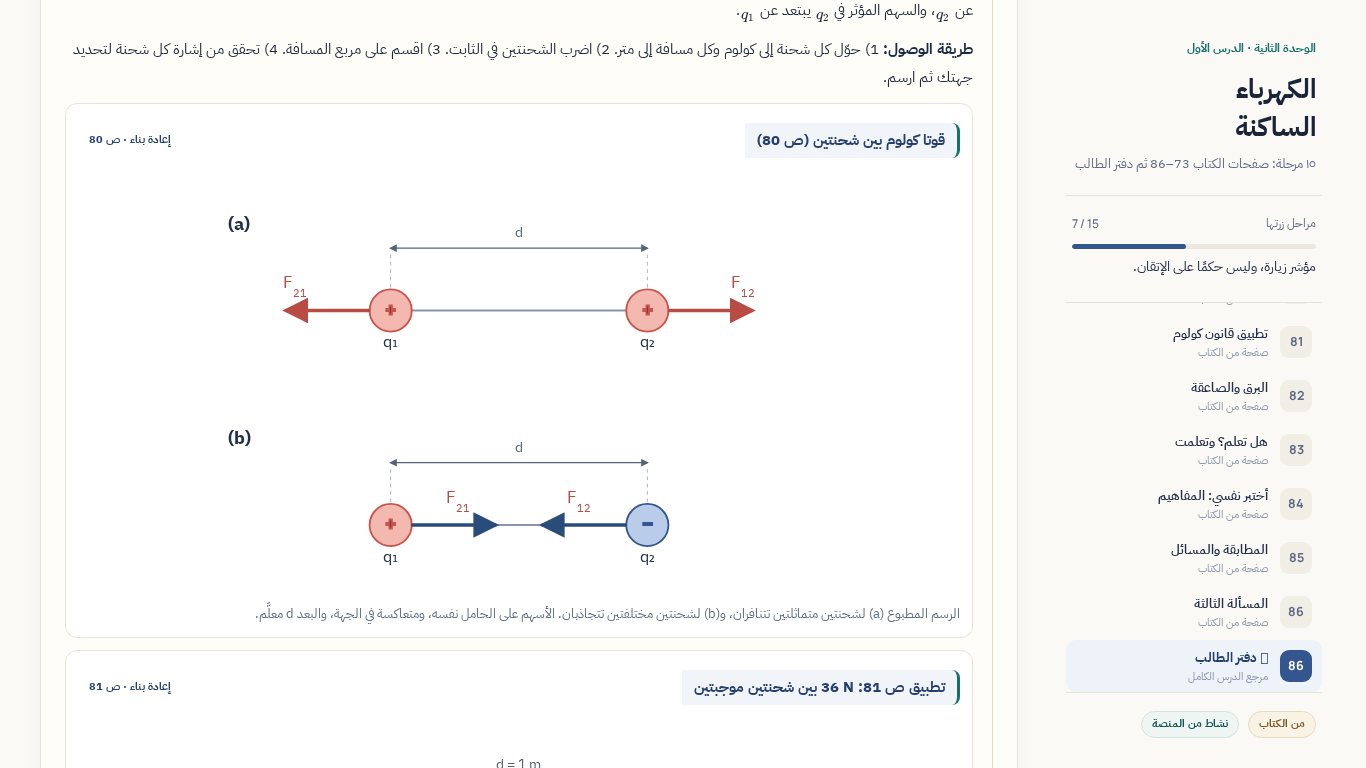 الوحدة الثانية · الدرس الأول
الكهرباء
الساكنة
١٥ مرحلة: صفحات الكتاب 73–86 ثم دفتر الطالب
مراحل زرتها
7 / 15
مؤشر زيارة، وليس حكمًا على الإتقان.
81
تطبيق قانون كولوم
صفحة من الكتاب
82
البرق والصاعقة
صفحة من الكتاب
83
هل تعلم؟ وتعلمت
صفحة من الكتاب
84
أختبر نفسي: المفاهيم
صفحة من الكتاب
85
المطابقة والمسائل
صفحة من الكتاب
86
المسألة الثالثة
صفحة من الكتاب
86
دفتر الطالب
مرجع الدرس الكامل
من الكتاب
نشاط من المنصة
عن q₂، والسهم المؤثر في q₂ يبتعد عن q₁.
طريقة الوصول: 1) حوّل كل شحنة إلى كولوم وكل مسافة إلى متر. 2) اضرب الشحنتين في الثابت. 3) اقسم على مربع المسافة. 4) تحقق من إشارة كل شحنة لتحديد
جهتك ثم ارسم.
قوتا كولوم بين شحنتين (ص 80)
إعادة بناء · ص 80
(a)
d
F21
F12
+
+
q₁
q₂
(b)
d
F21
F12
+
−
q₁
q₂
الرسم المطبوع (a) لشحنتين متماثلتين تتنافران، و(b) لشحنتين مختلفتين تتجاذبان. الأسهم على الحامل نفسه، ومتعاكسة في الجهة، والبعد d معلَّم.
تطبيق ص 81: 36 N بين شحنتين موجبتين
إعادة بناء · ص 81
d = 1 m